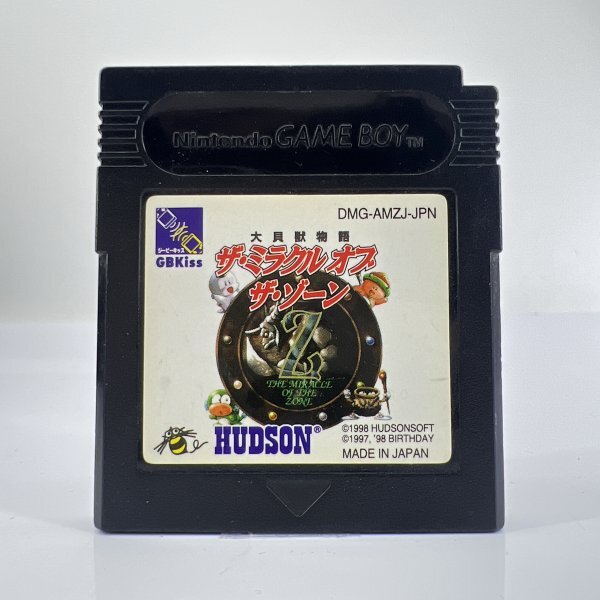 Nintendo GAME BOY TM
DMG-AMZJ-JPN
ジービーキッス
GBKiss
大貝獣物語
ザ・ミラクル オブ
ザ・ゾーン
Z
THE MIRACLE
OF THE
ZONE
HUDSON®
©1998 HUDSONSOFT
©1997, '98 BIRTHDAY
MADE IN JAPAN